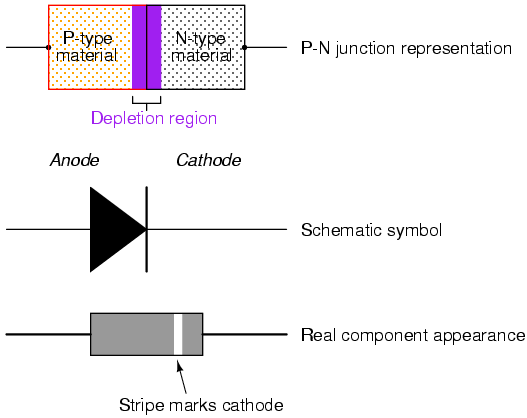 P-type
material
N-type
material
P-N junction representation
Depletion region
Anode
Cathode
Schematic symbol
Real component appearance
Stripe marks cathode